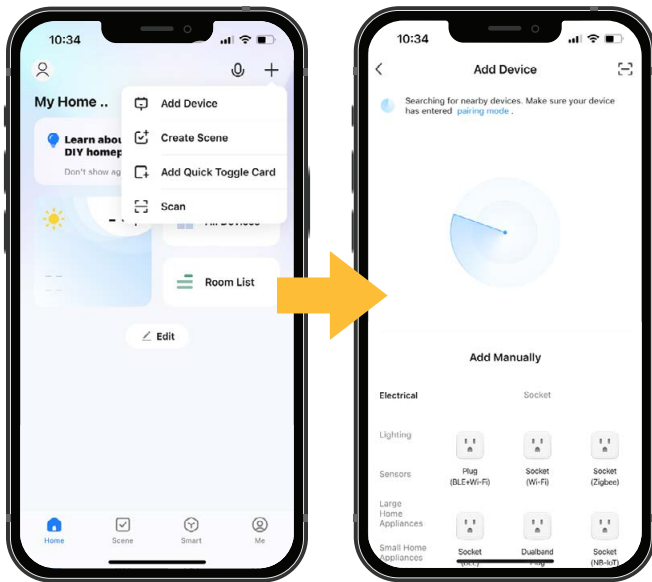 10:34
My Home ..
Add Device
Create Scene
Add Quick Toggle Card
Scan
Learn abou
DIY homep
Don't show ag
Room List
Edit
Home
Scene
Smart
Me
10:34
Add Device
Searching for nearby devices. Make sure your device
has entered pairing mode .
Add Manually
Electrical
Socket
Lighting
Sensors
Large
Home
Appliances
Small Home
Appliances
Plug
(BLE+Wi-Fi)
Socket
(Wi-Fi)
Socket
(Zigbee)
Socket
Dualband
Socket
(NB-IoT)